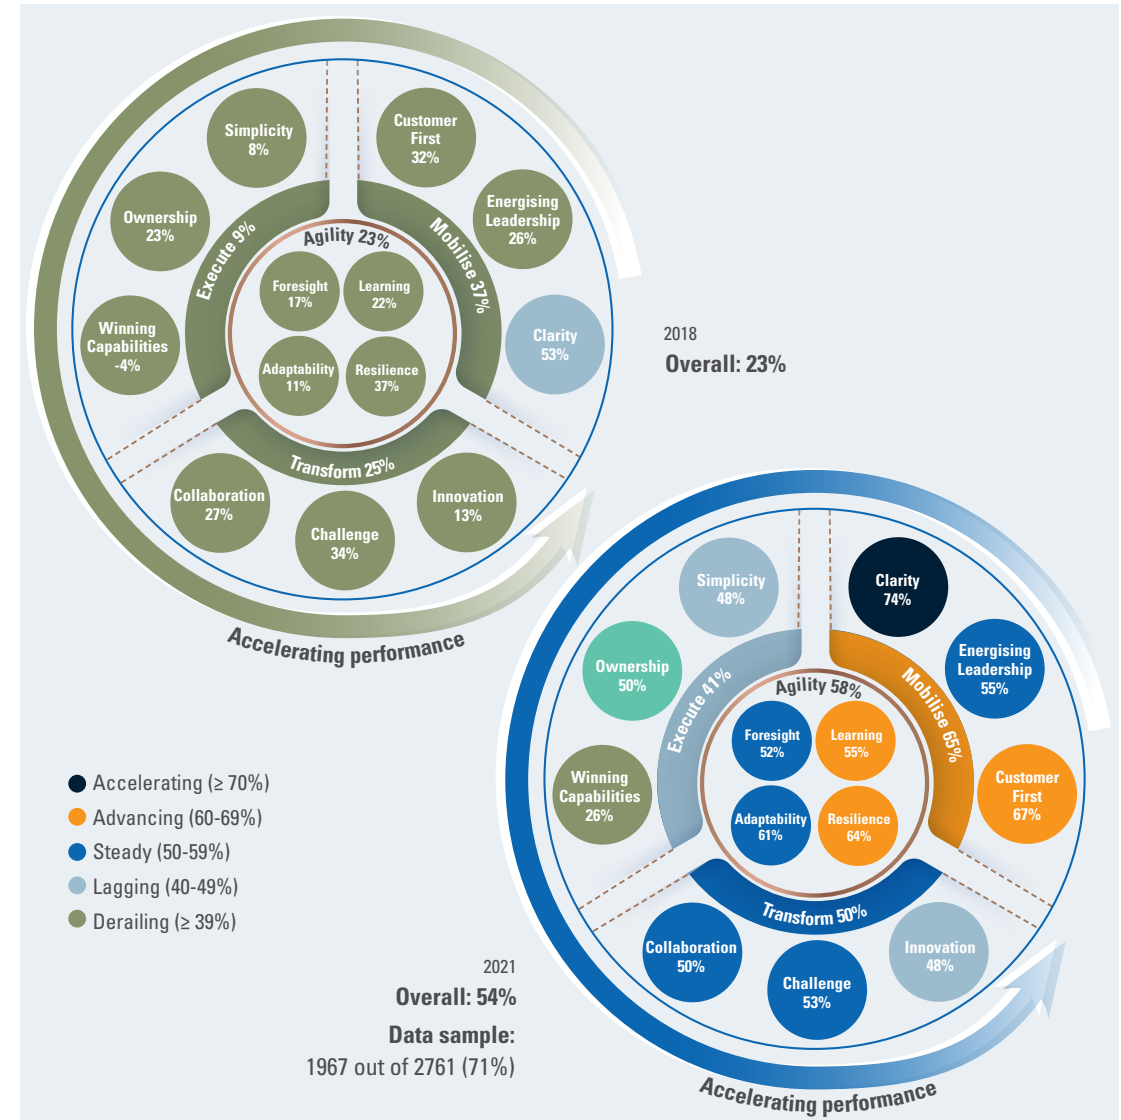 Simplicity
8%
Customer
First
32%
Ownership
23%
Energising
Leadership
26%
Winning
Capabilities
-4%
Clarity
53%
Execute 9%
Mobilise 37%
Agility 23%
Foresight
17%
Learning
22%
Adaptability
11%
Resilience
37%
Transform 25%
Collaboration
27%
Challenge
34%
Innovation
13%
Accelerating performance
2018
Overall: 23%
Simplicity
48%
Clarity
74%
Ownership
50%
Energising
Leadership
55%
Winning
Capabilities
26%
Customer
First
67%
Execute 41%
Mobilise 65%
Agility 58%
Foresight
52%
Learning
55%
Adaptability
61%
Resilience
64%
Transform 50%
Collaboration
50%
Challenge
53%
Innovation
48%
Accelerating performance
Accelerating (≥ 70%)
Advancing (60-69%)
Steady (50-59%)
Lagging (40-49%)
Derailing (≥ 39%)
2021
Overall: 54%
Data sample:
1967 out of 2761 (71%)